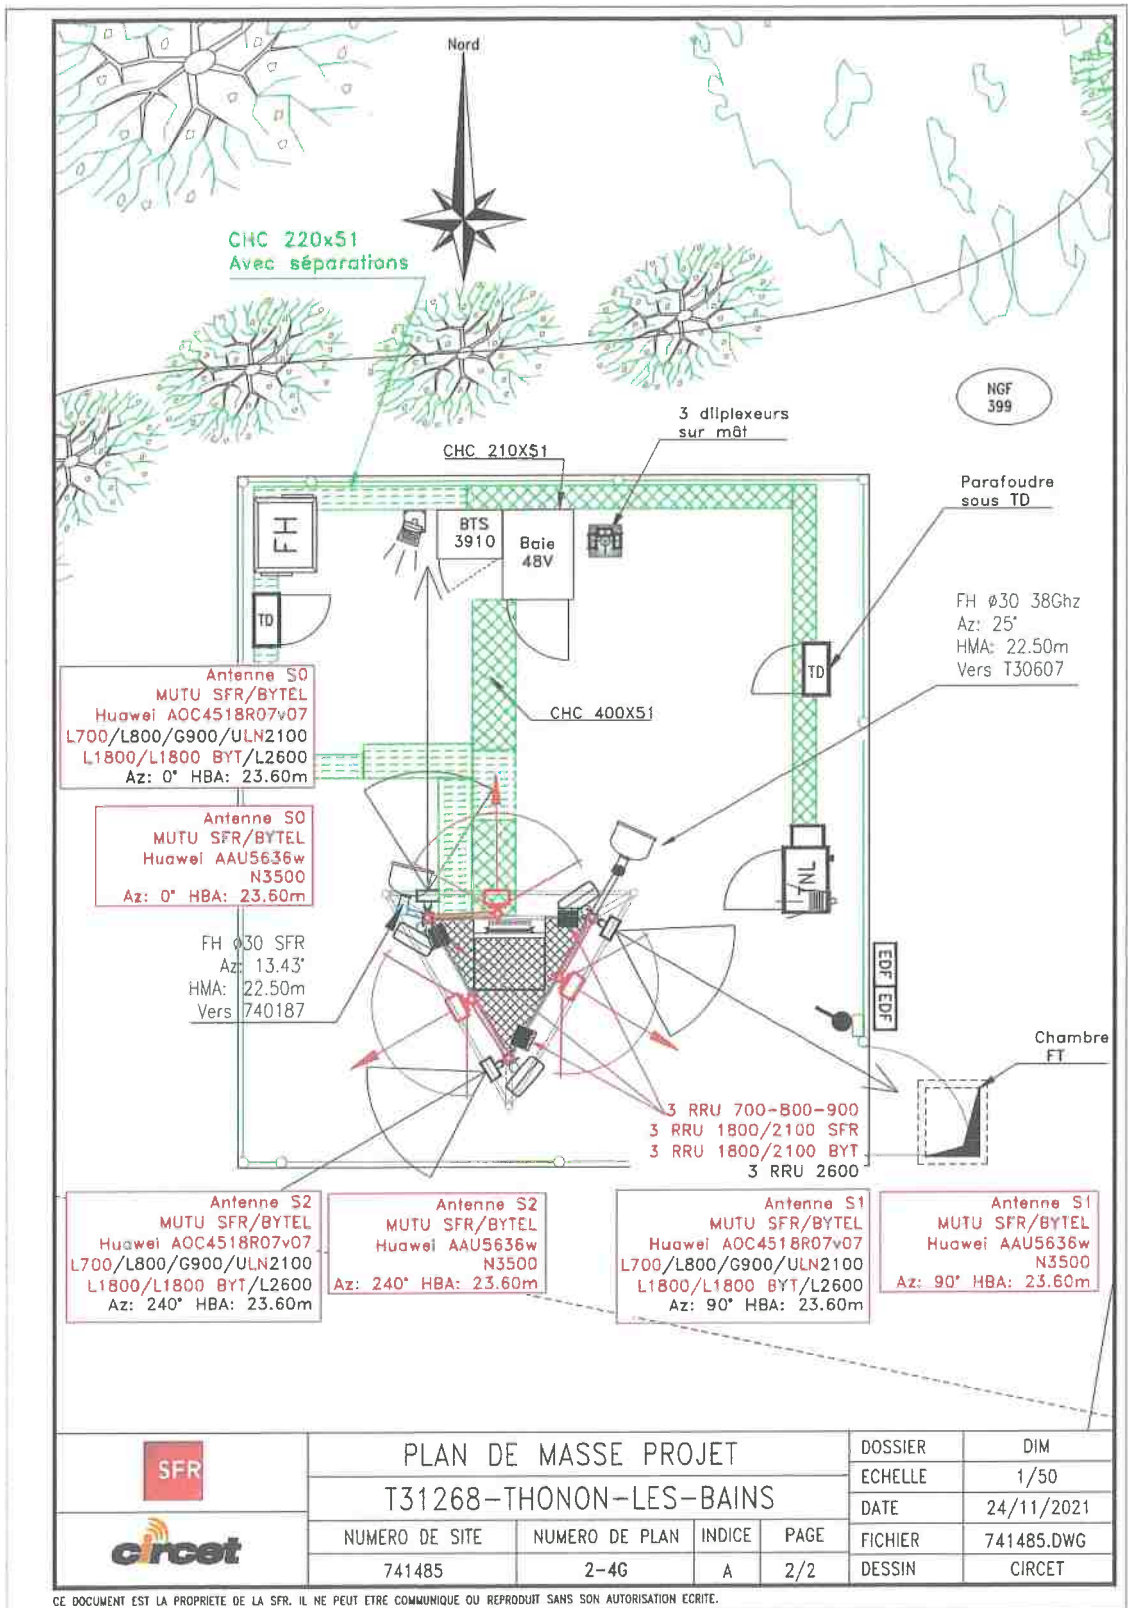 Nord
CHC 220x51
Avec séparations
NGF
399
3 dilplexeurs
sur mât
CHC 210X51
Parafoudre
sous TD
FH
BTS
3910
Baie
48V
TD
FH ø30 38Ghz
Az: 25°
HMA: 22.50m
Vers T30607
TD
Antenne S0
MUTU SFR/BYTEL
Huawei AOC4518R07v07
L700/L800/G900/ULN2100
L1800/L1800 BYT/L2600
Az: 0° HBA: 23.60m
CHC 400X51
Antenne S0
MUTU SFR/BYTEL
Huawei AAU5636w
N3500
Az: 0° HBA: 23.60m
TNL
FH ø30 SFR
Az: 13.43°
HMA: 22.50m
Vers 740187
EDF
EDF
Chambre
FT
3 RRU 700-800-900
3 RRU 1800/2100 SFR
3 RRU 1800/2100 BYT
3 RRU 2600
Antenne S2
MUTU SFR/BYTEL
Huawei AOC4518R07v07
L700/L800/G900/ULN2100
L1800/L1800 BYT/L2600
Az: 240° HBA: 23.60m
Antenne S2
MUTU SFR/BYTEL
Huawei AAU5636w
N3500
Az: 240° HBA: 23.60m
Antenne S1
MUTU SFR/BYTEL
Huawei AOC4518R07v07
L700/L800/G900/ULN2100
L1800/L1800 BYT/L2600
Az: 90° HBA: 23.60m
Antenne S1
MUTU SFR/BYTEL
Huawei AAU5636w
N3500
Az: 90° HBA: 23.60m
SFR
circet
PLAN DE MASSE PROJET
T31268-THONON-LES-BAINS
NUMERO DE SITE NUMERO DE PLAN INDICE PAGE
741485 2-4G A 2/2
DOSSIER DIM
ECHELLE 1/50
DATE 24/11/2021
FICHIER 741485.DWG
DESSIN CIRCET
CE DOCUMENT EST LA PROPRIETE DE LA SFR. IL NE PEUT ETRE COMMUNIQUE OU REPRODUIT SANS SON AUTORISATION ECRITE.